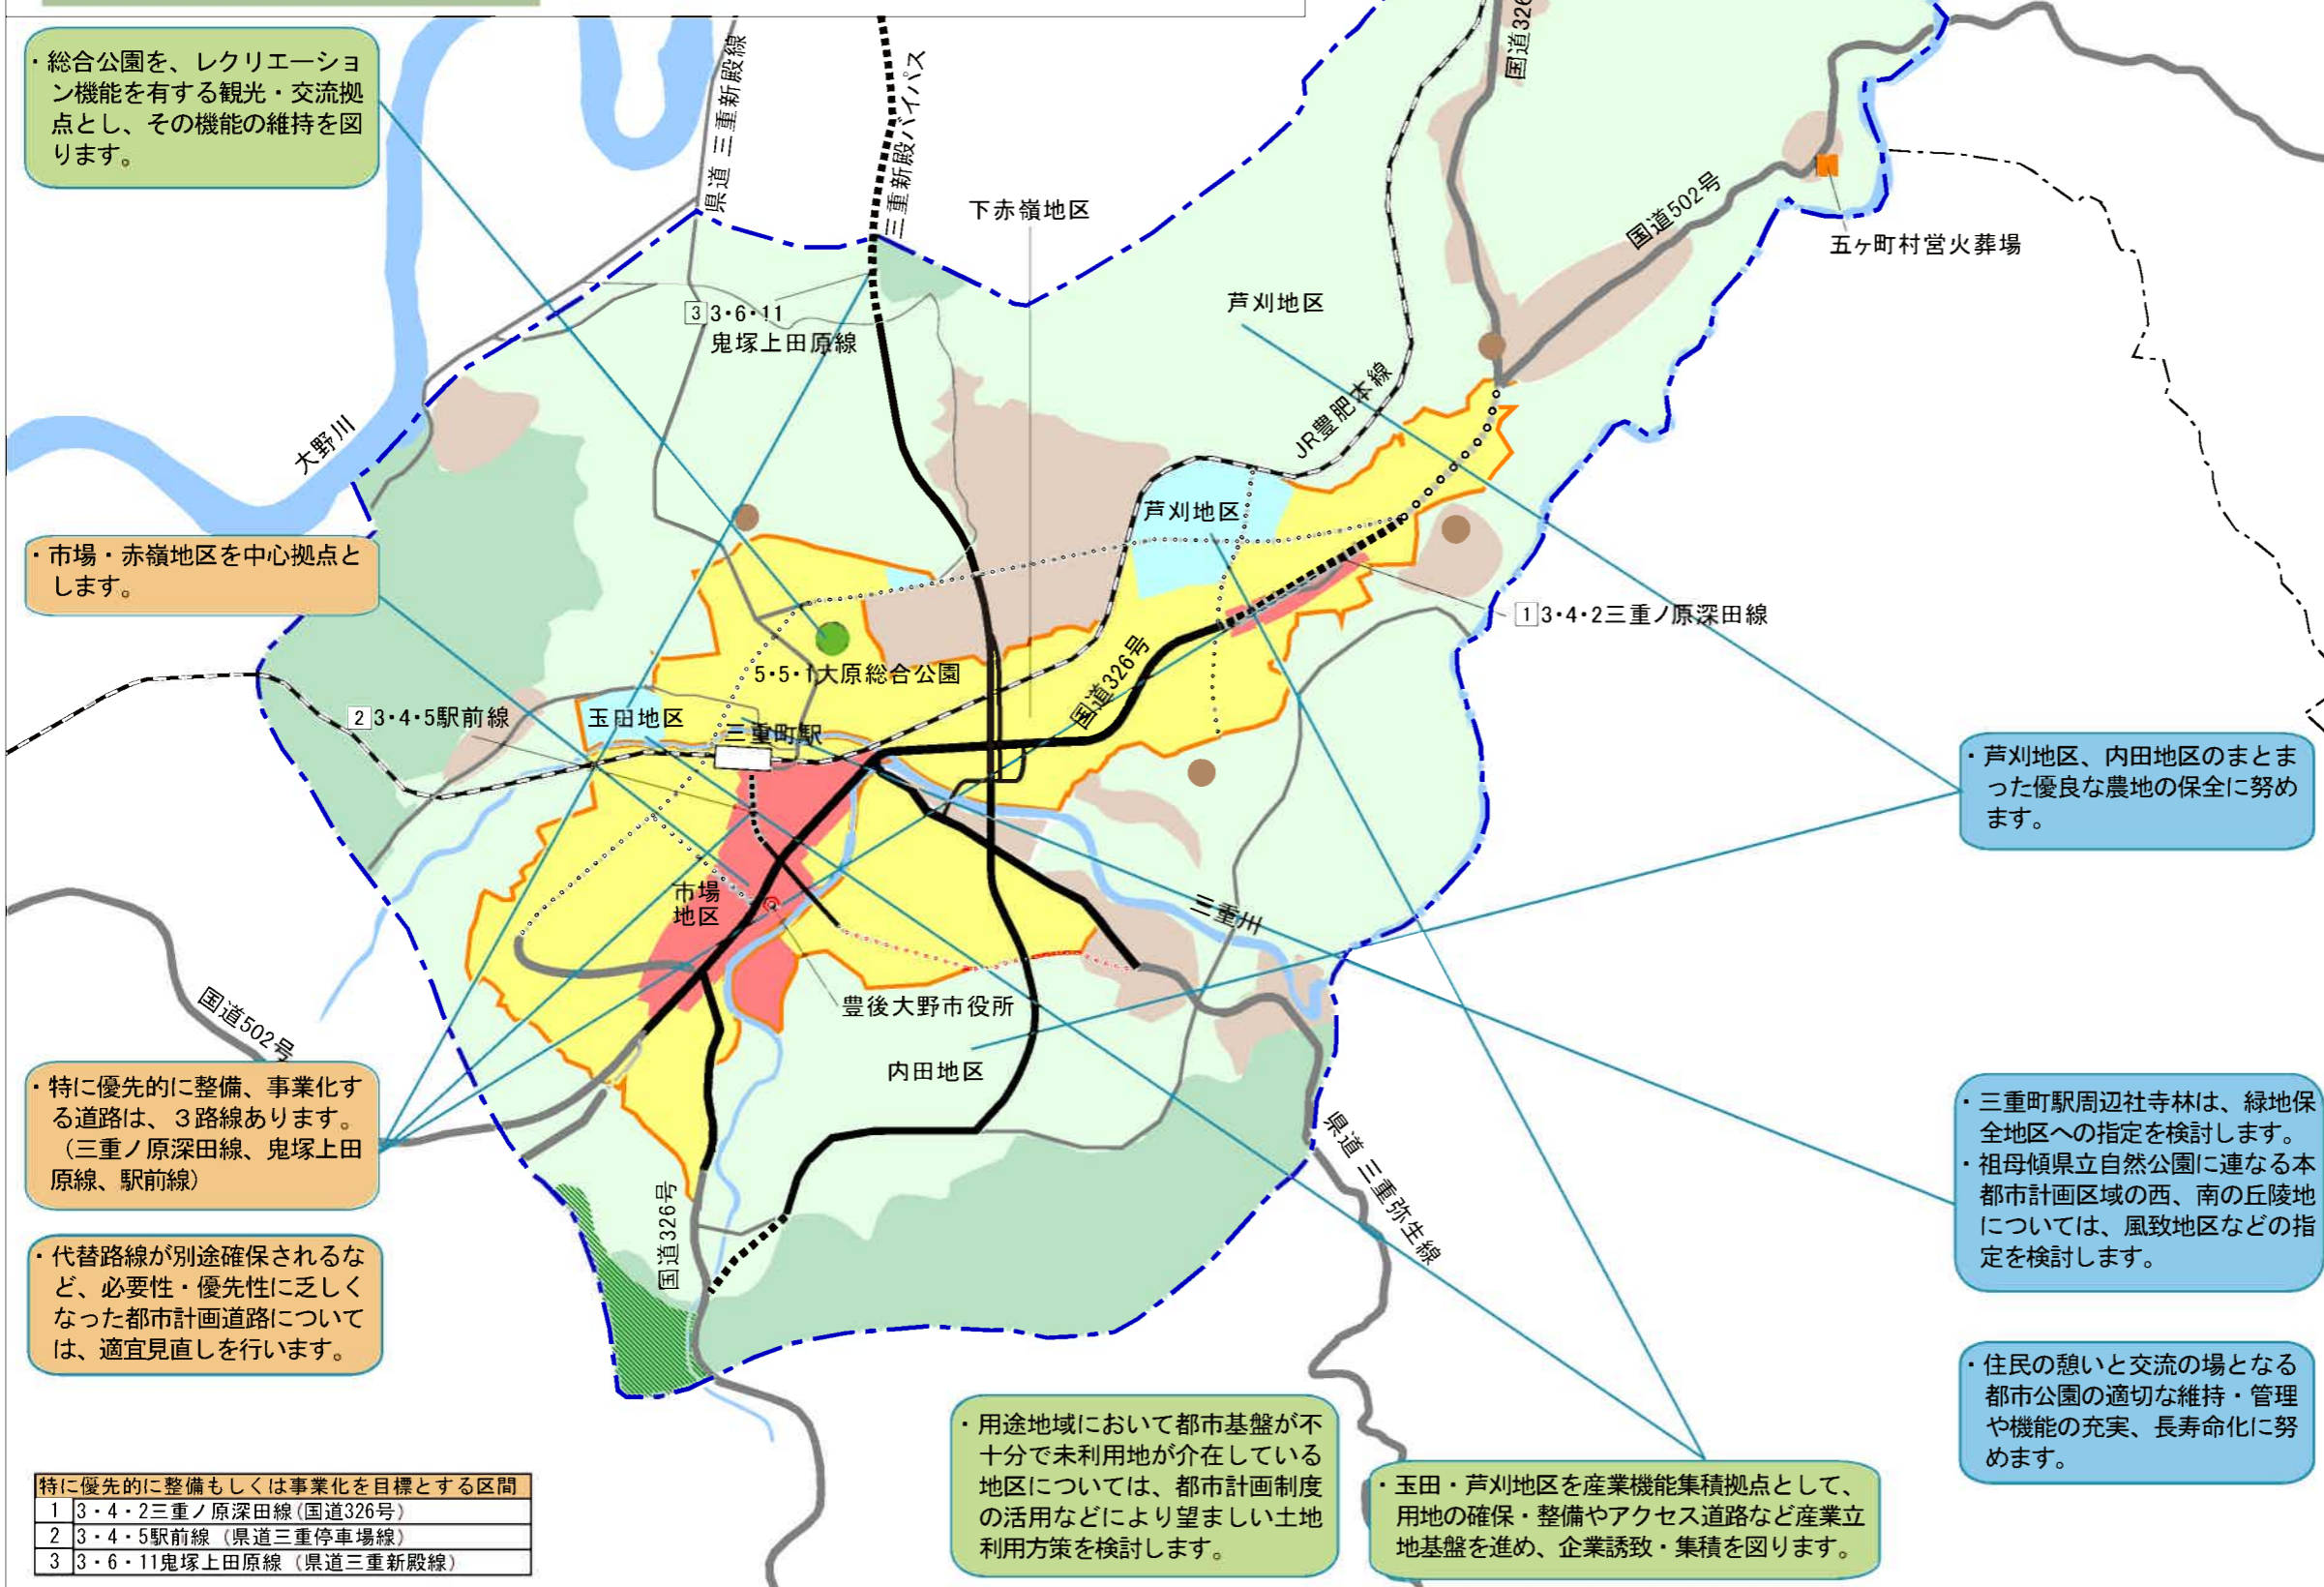 ・総合公園を、レクリエーショ
ン機能を有する観光・交流拠
点とし、その機能の維持を図
ります。
県道 三重新殿線
三重新殿バイパス
国道326
下赤嶺地区
国道502号
五ヶ町村営火葬場
芦刈地区
3 3・6・11
鬼塚上田原線
JR豊肥本線
大野川
芦刈地区
・市場・赤嶺地区を中心拠点と
します。
1 3・4・2三重ノ原深田線
国道326号
5・5・1大原総合公園
2 3・4・5駅前線
玉田地区
三重町駅
・芦刈地区、内田地区のまとま
った優良な農地の保全に努め
ます。
市場
地区
三重川
国道502号
豊後大野市役所
内田地区
・特に優先的に整備、事業化す
る道路は、３路線あります。
（三重ノ原深田線、鬼塚上田
原線、駅前線）
県道 三重弥生線
・三重町駅周辺社寺林は、緑地保
全地区への指定を検討します。
・祖母傾県立自然公園に連なる本
都市計画区域の西、南の丘陵地
については、風致地区などの指
定を検討します。
国道326号
・代替路線が別途確保されるな
ど、必要性・優先性に乏しく
なった都市計画道路について
は、適宜見直しを行います。
・住民の憩いと交流の場となる
都市公園の適切な維持・管理
や機能の充実、長寿命化に努
めます。
・用途地域において都市基盤が不
十分で未利用地が介在している
地区については、都市計画制度
の活用などにより望ましい土地
利用方策を検討します。
・玉田・芦刈地区を産業機能集積拠点として、
用地の確保・整備やアクセス道路など産業立
地基盤を進め、企業誘致・集積を図ります。
特に優先的に整備もしくは事業化を目標とする区間
1 3・4・2三重ノ原深田線(国道326号)
2 3・4・5駅前線（県道三重停車場線）
3 3・6・11鬼塚上田原線（県道三重新殿線）